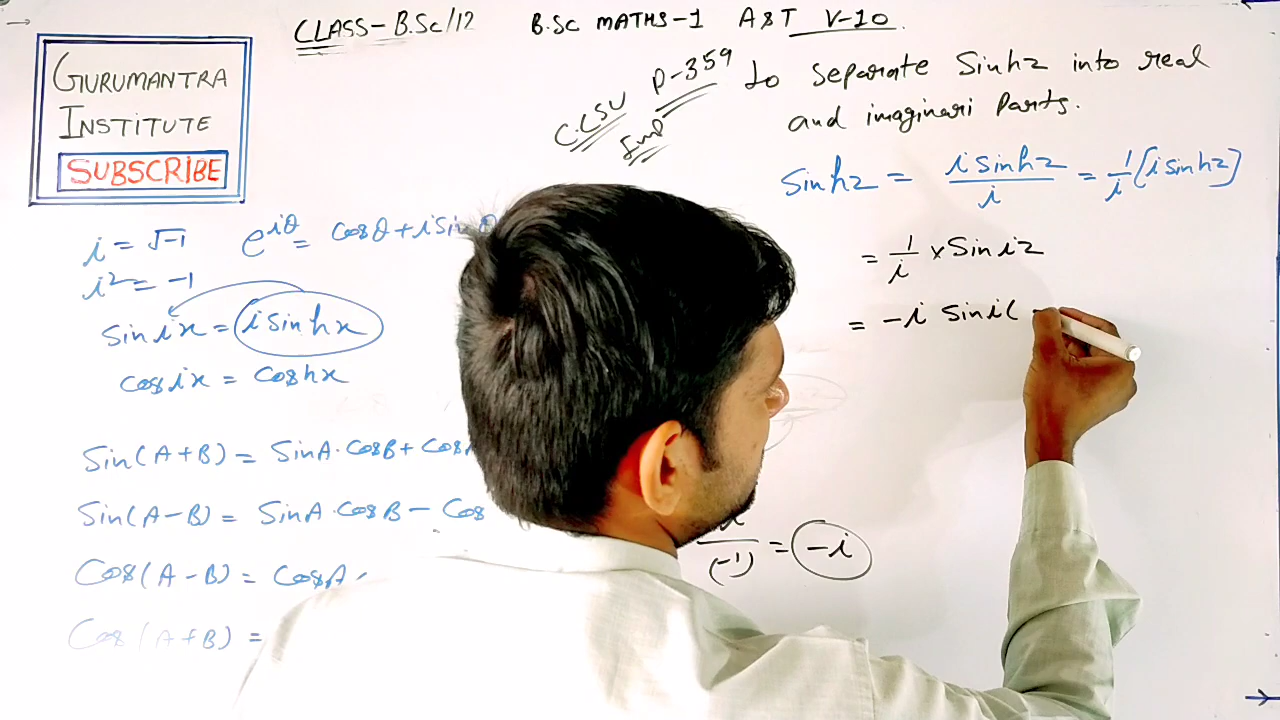 CLASS-B.Sc/12 B.SC MATHS-1 A&T V-10
GURUMANTRA
INSTITUTE
SUBSCRIBE
C.CSU P-359
Imp
to separate Sinhz into real
and imaginari Parts.
Sinhz = i sinhz / i = 1/i [i sinhz]
= 1/i × Sin iz
= -i sin i(
i = √-1 e^iθ = cosθ + i sin θ
i² = -1
sin ix = i sinhx
cos ix = coshx
Sin(A+B) = SinA.CosB + Cos
Sin(A-B) = SinA.CosB - Cos
Cos(A-B) = CosA.
Cos(A+B) =
/(-1) = -i